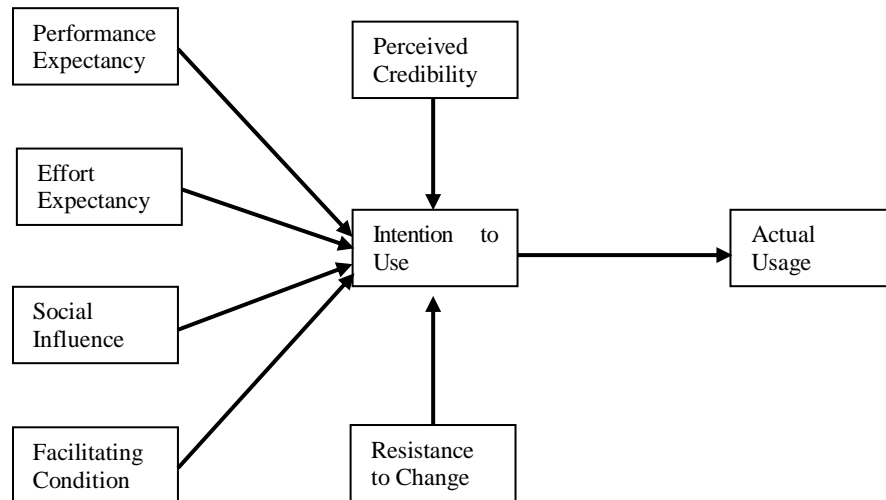 Performance
Expectancy
Perceived
Credibility
Effort
Expectancy
Intention to
Use
Actual
Usage
Social
Influence
Facilitating
Condition
Resistance
to Change